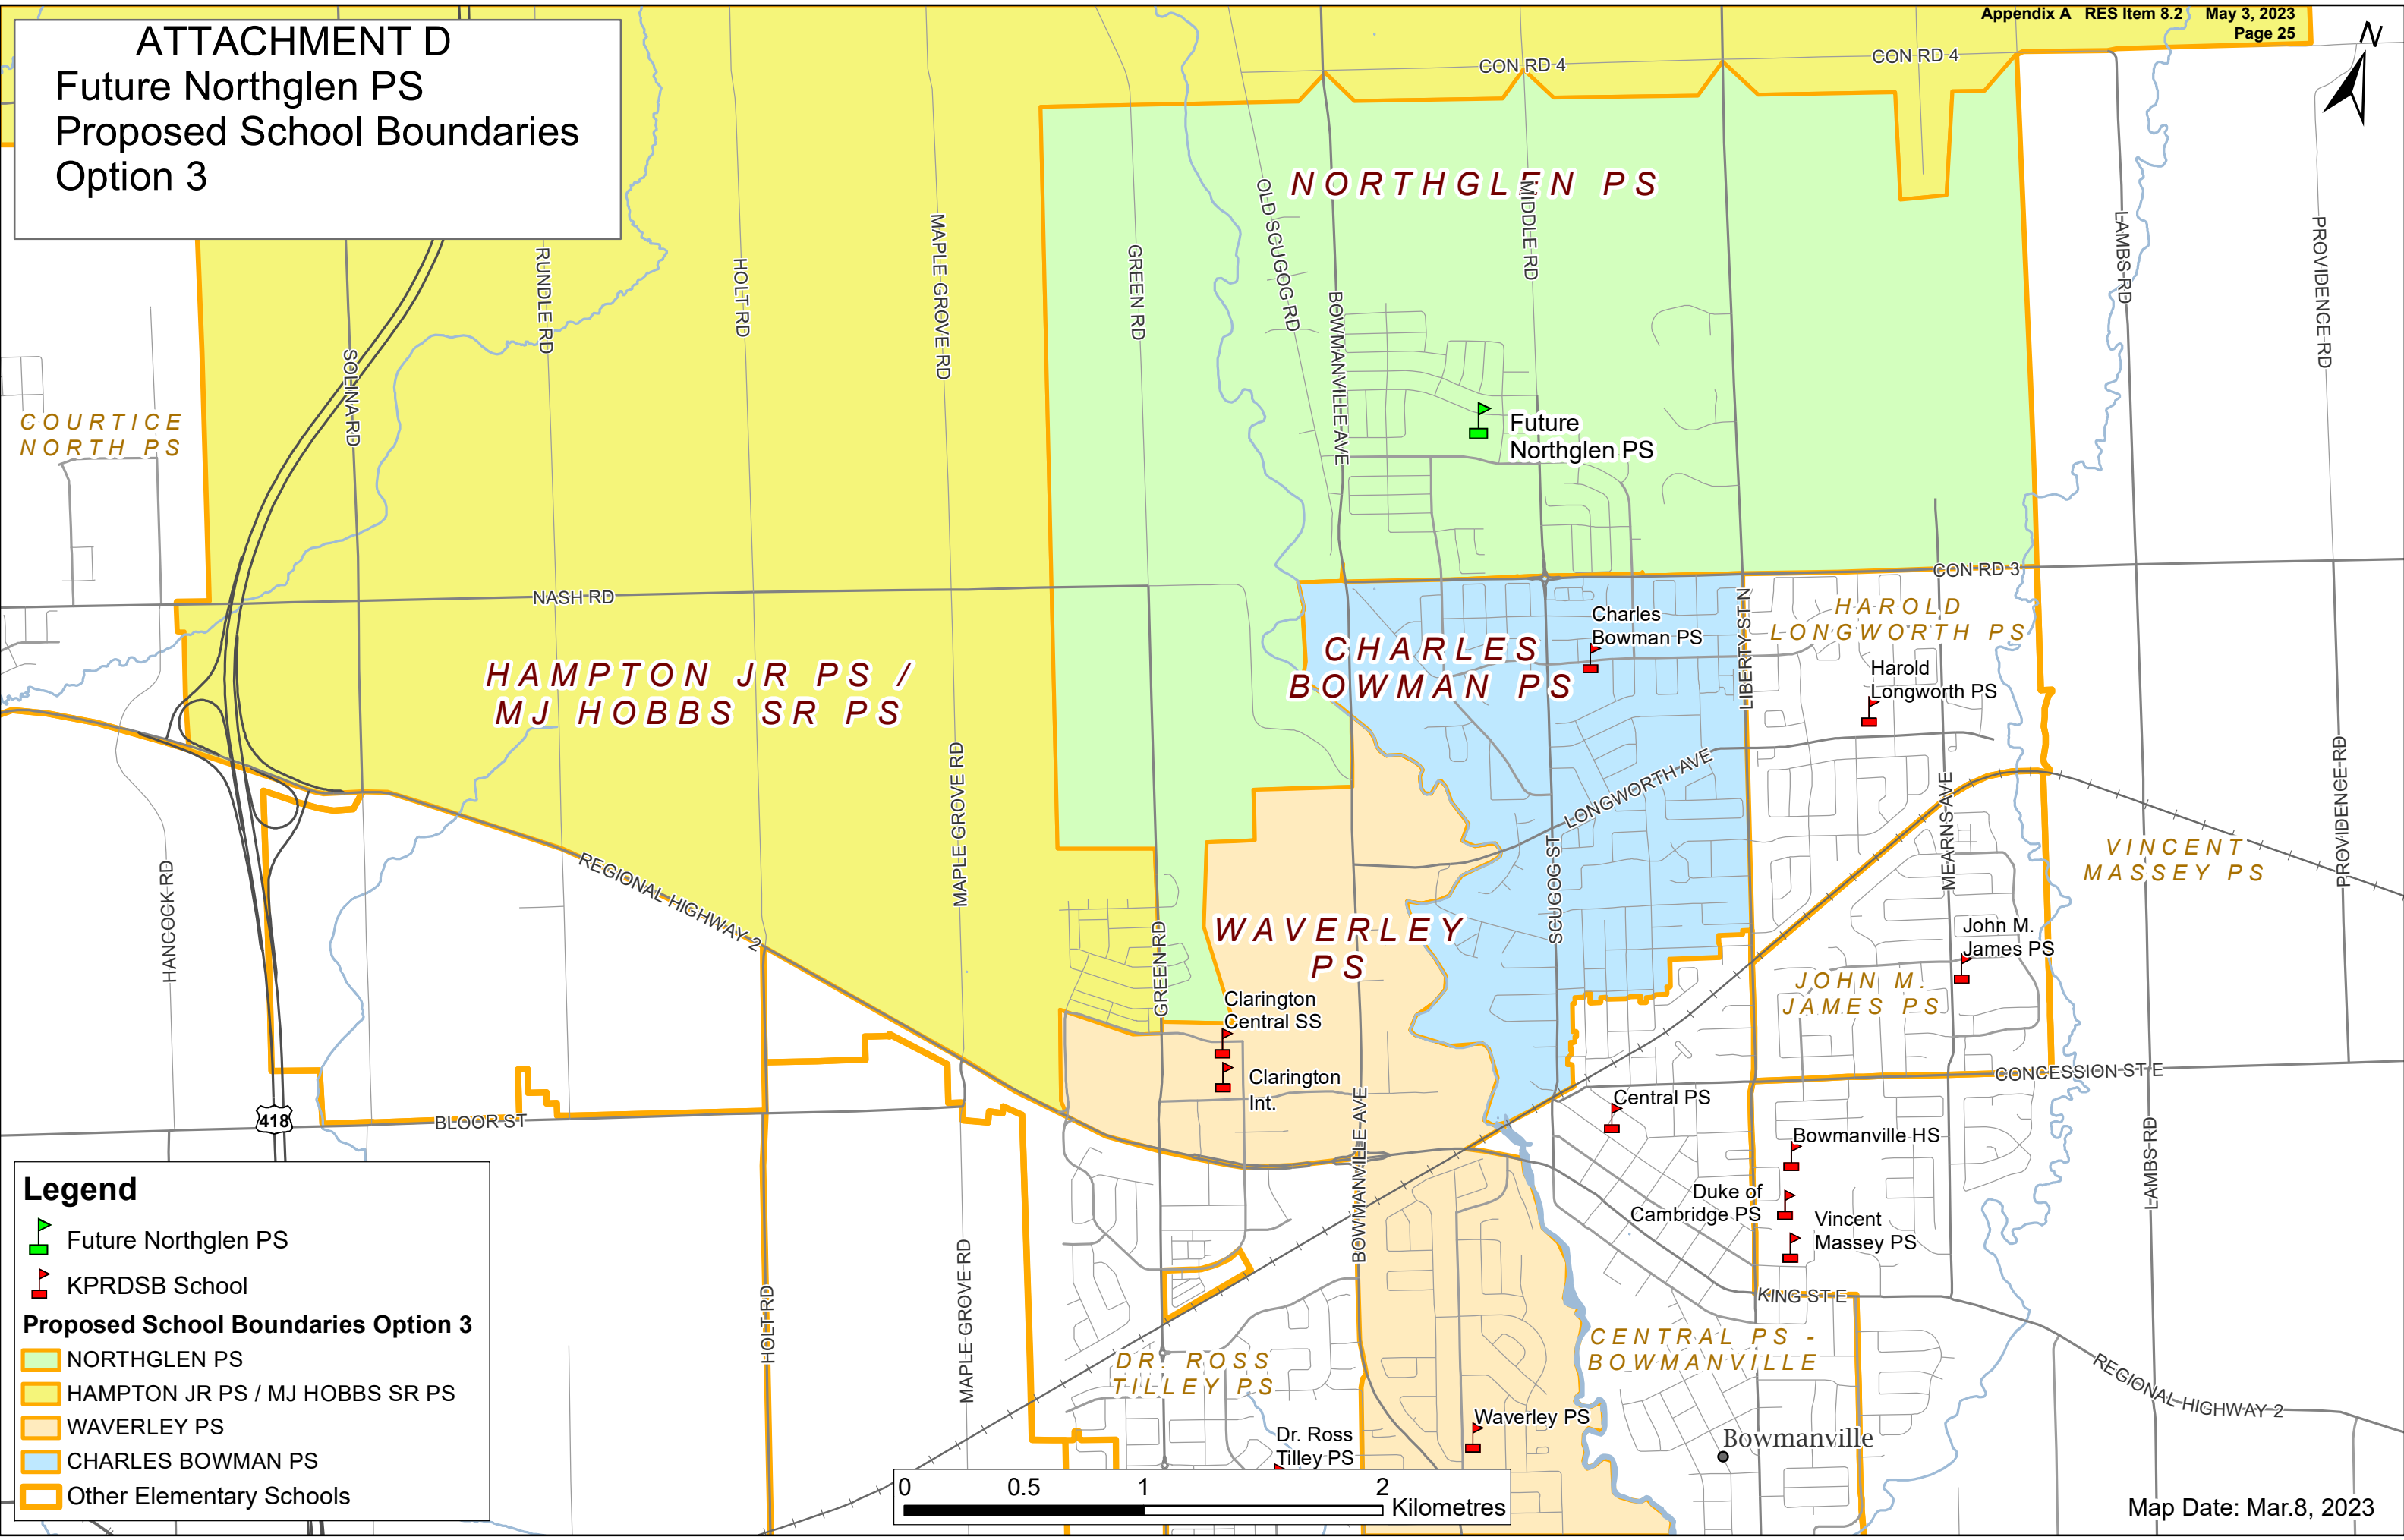 Appendix A RES Item 8.2 May 3, 2023
Page 25
ATTACHMENT D
Future Northglen PS
Proposed School Boundaries
Option 3
N
CON RD 4
CON RD 4
NORTHGLEN PS
OLD SCUGOG RD
MIDDLE RD
LAMBS RD
PROVIDENCE RD
RUNDLE RD
HOLT RD
MAPLE GROVE RD
GREEN RD
BOWMANVILLE AVE
SOLINA RD
COURTICE
NORTH PS
Future
Northglen PS
NASH RD
CON RD 3
HAMPTON JR PS /
MJ HOBBS SR PS
CHARLES
BOWMAN PS
Charles
Bowman PS
LIBERTY ST N
HAROLD
LONGWORTH PS
Harold
Longworth PS
LONGWORTH AVE
MAPLE GROVE RD
HANCOCK RD
REGIONAL HIGHWAY 2
SCUGOG ST
MEARNS AVE
PROVIDENCE RD
VINCENT
MASSEY PS
WAVERLEY
PS
GREEN RD
John M.
James PS
JOHN M.
JAMES PS
Clarington
Central SS
Clarington
Int.
CONCESSION ST E
418
BLOOR ST
BOWMANVILLE AVE
Central PS
Bowmanville HS
LAMBS RD
Duke of
Cambridge PS
Vincent
Massey PS
HOLT RD
MAPLE GROVE RD
KING ST E
CENTRAL PS -
BOWMANVILLE
REGIONAL HIGHWAY 2
DR. ROSS
TILLEY PS
Waverley PS
Dr. Ross
Tilley PS
Bowmanville
Legend
Future Northglen PS
KPRDSB School
Proposed School Boundaries Option 3
NORTHGLEN PS
HAMPTON JR PS / MJ HOBBS SR PS
WAVERLEY PS
CHARLES BOWMAN PS
Other Elementary Schools
0 0.5 1 2
Kilometres
Map Date: Mar.8, 2023